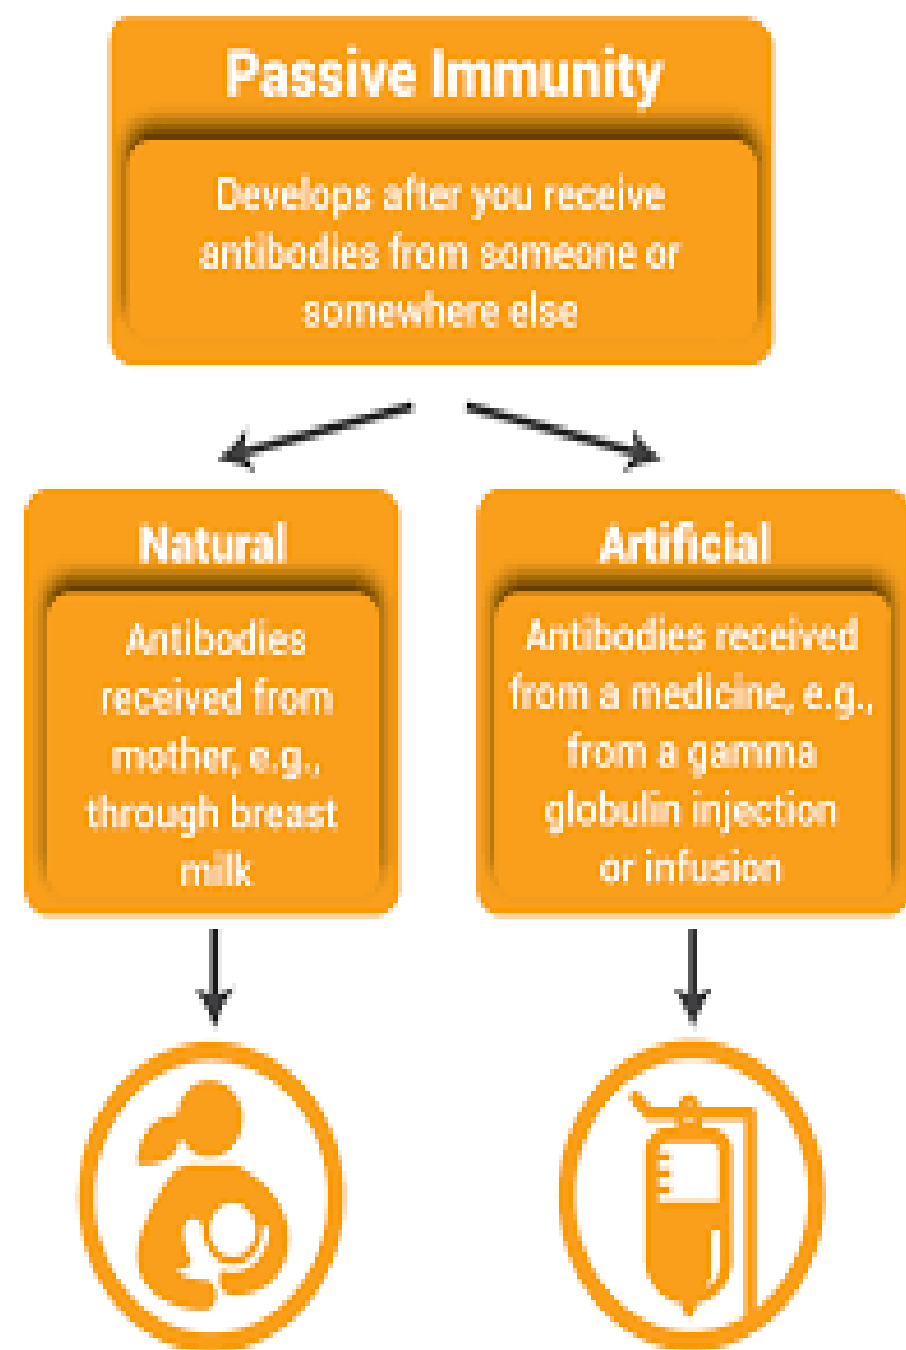 Passive Immunity
Develops after you receive
antibodies from someone or
somewhere else
Natural
Antibodies
received from
mother, e.g.,
through breast
milk
Artificial
Antibodies received
from a medicine, e.g.,
from a gamma
globulin injection
or infusion